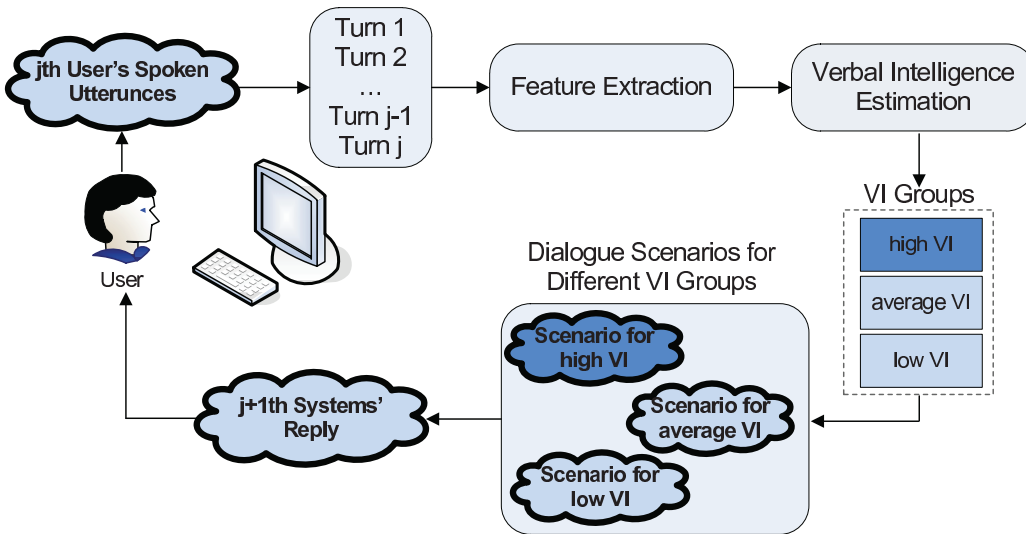 jth User's Spoken
Utterunces
Turn 1
Turn 2
...
Turn j-1
Turn j
Feature Extraction
Verbal Intelligence
Estimation
VI Groups
high VI
average VI
low VI
Dialogue Scenarios for
Different VI Groups
Scenario for
high VI
Scenario for
average VI
Scenario for
low VI
j+1th Systems'
Reply
User